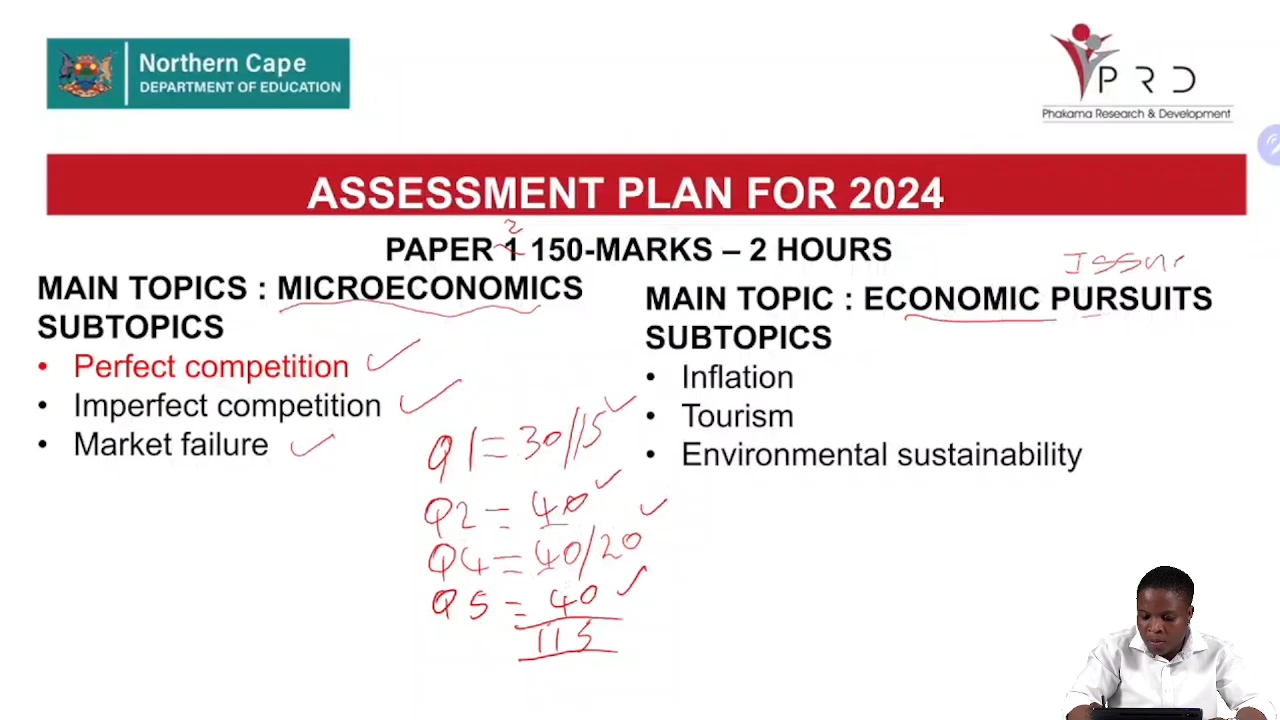 Northern Cape
DEPARTMENT OF EDUCATION
PRD
Phakama Research & Development
ASSESSMENT PLAN FOR 2024
2
PAPER 1 150-MARKS – 2 HOURS
MAIN TOPICS : MICROECONOMICS
SUBTOPICS
• Perfect competition
• Imperfect competition
• Market failure
Q1 = 30/15
Q2 = 40
Q4 = 40/20
Q5 = 40
115
MAIN TOPIC : ECONOMIC PURSUITS
SUBTOPICS
• Inflation
• Tourism
• Environmental sustainability